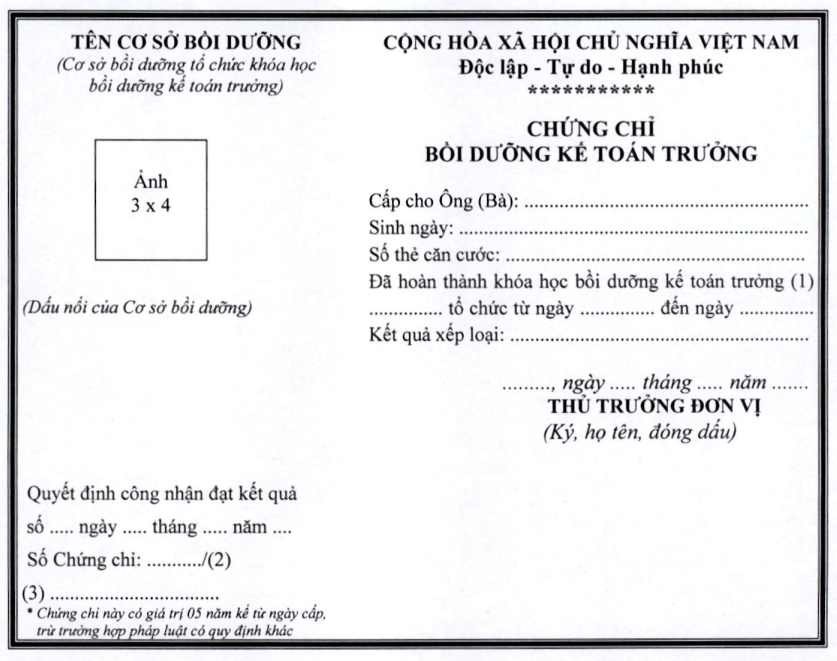 TÊN CƠ SỞ BỒI DƯỠNG
(Cơ sở bồi dưỡng tổ chức khóa học
bồi dưỡng kế toán trưởng)
Ảnh
3 x 4
(Dấu nổi của Cơ sở bồi dưỡng)
Quyết định công nhận đạt kết quả
số ..... ngày ..... tháng ..... năm ....
Số Chứng chỉ: .........../(2)
(3) ..................................
* Chứng chỉ này có giá trị 05 năm kể từ ngày cấp,
trừ trường hợp pháp luật có quy định khác
CỘNG HÒA XÃ HỘI CHỦ NGHĨA VIỆT NAM
Độc lập - Tự do - Hạnh phúc
***********
CHỨNG CHỈ
BỒI DƯỠNG KẾ TOÁN TRƯỞNG
Cấp cho Ông (Bà): .........................................................
Sinh ngày: ......................................................................
Số thẻ căn cước: ............................................................
Đã hoàn thành khóa học bồi dưỡng kế toán trưởng (1)
............... tổ chức từ ngày ............... đến ngày ...............
Kết quả xếp loại: ............................................................
........., ngày ..... tháng ..... năm .......
THỦ TRƯỞNG ĐƠN VỊ
(Ký, họ tên, đóng dấu)